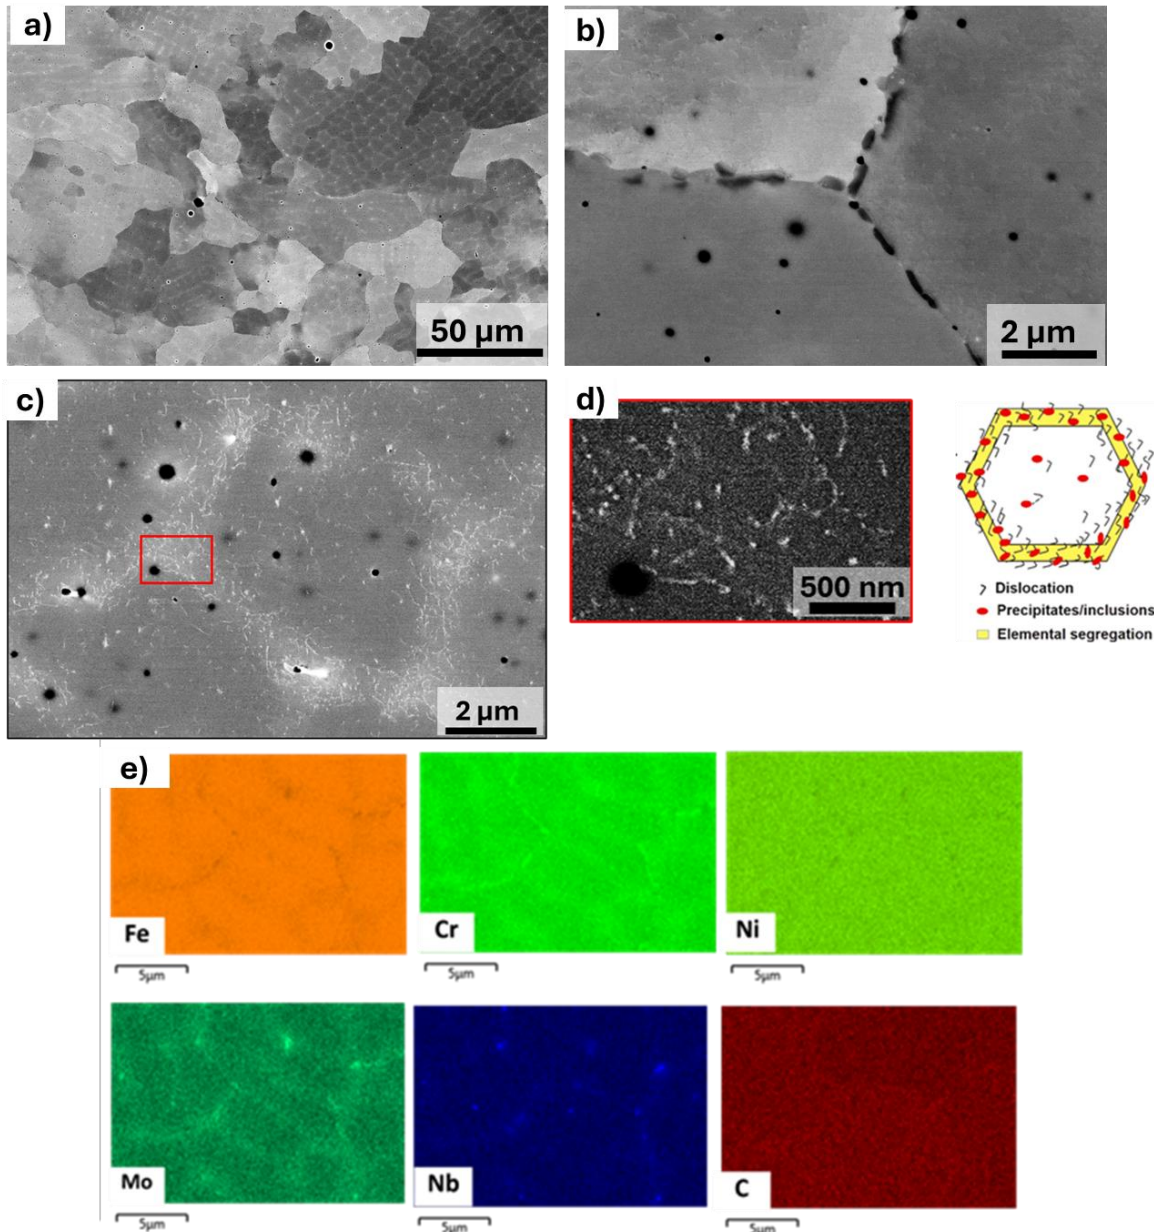 a)
50 µm
b)
2 µm
c)
2 µm
d)
500 nm
Dislocation
Precipitates/inclusions
Elemental segregation
e)
Fe
5µm
Cr
5µm
Ni
5µm
Mo
5µm
Nb
5µm
C
5µm